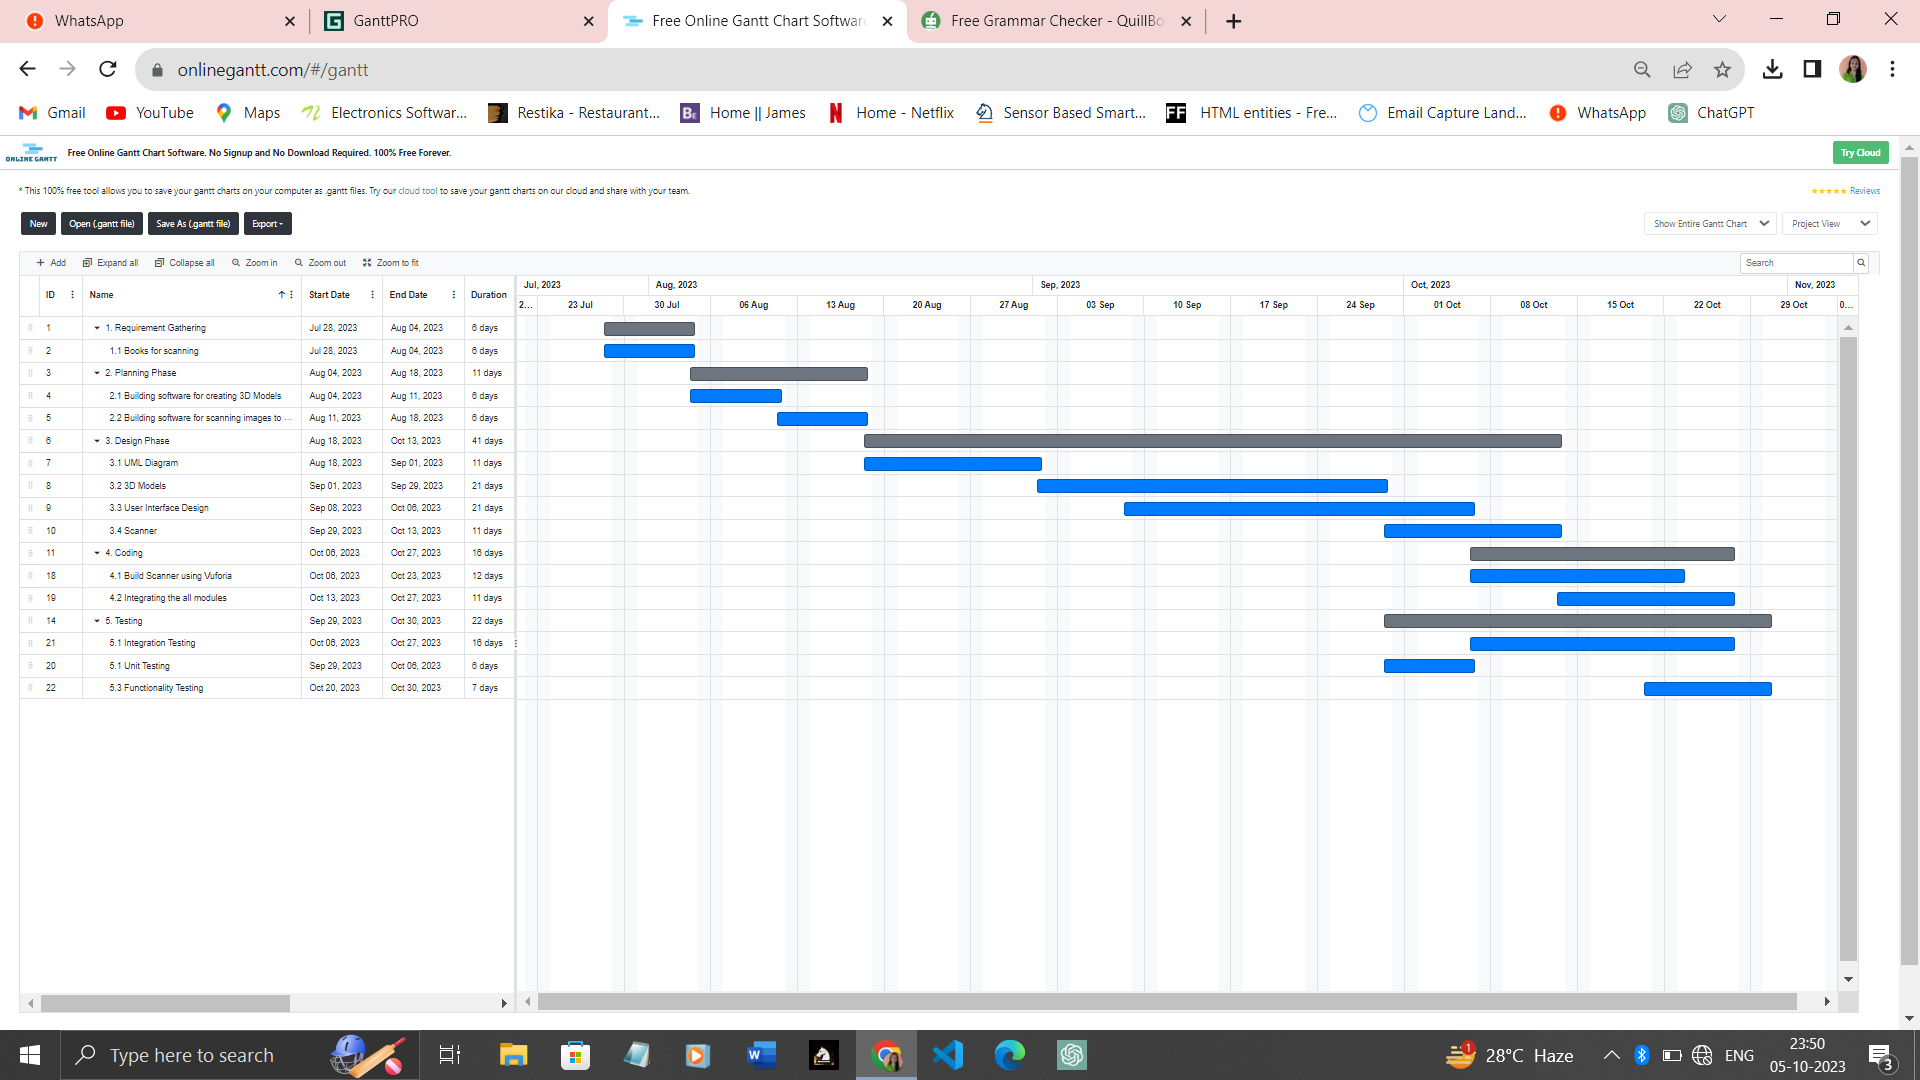 WhatsApp
GanttPRO
Free Online Gantt Chart Software
Free Grammar Checker - QuillBo
onlinegantt.com/#/gantt
Gmail YouTube Maps Electronics Softwar... Restika - Restaurant... Home || James Home - Netflix Sensor Based Smart... HTML entities - Fre... Email Capture Land... WhatsApp ChatGPT
ONLINE GANTT Free Online Gantt Chart Software. No Signup and No Download Required. 100% Free Forever. Try Cloud
* This 100% free tool allows you to save your gantt charts on your computer as .gantt files. Try our cloud tool to save your gantt charts on our cloud and share with your team. ★★★★★ Reviews
New Open (.gantt file) Save As (.gantt file) Export Show Entire Gantt Chart Project View
+ Add Expand all Collapse all Zoom in Zoom out Zoom to fit Search
Jul, 2023 Aug, 2023 Sep, 2023 Oct, 2023 Nov, 2023
ID Name Start Date End Date Duration
2... 23 Jul 30 Jul 06 Aug 13 Aug 20 Aug 27 Aug 03 Sep 10 Sep 17 Sep 24 Sep 01 Oct 08 Oct 15 Oct 22 Oct 29 Oct 0...
1 1. Requirement Gathering Jul 28, 2023 Aug 04, 2023 6 days
2 1.1 Books for scanning Jul 28, 2023 Aug 04, 2023 6 days
3 2. Planning Phase Aug 04, 2023 Aug 18, 2023 11 days
4 2.1 Building software for creating 3D Models Aug 04, 2023 Aug 11, 2023 6 days
5 2.2 Building software for scanning images to ... Aug 11, 2023 Aug 18, 2023 6 days
6 3. Design Phase Aug 18, 2023 Oct 13, 2023 41 days
7 3.1 UML Diagram Aug 18, 2023 Sep 01, 2023 11 days
8 3.2 3D Models Sep 01, 2023 Sep 29, 2023 21 days
9 3.3 User Interface Design Sep 08, 2023 Oct 06, 2023 21 days
10 3.4 Scanner Sep 29, 2023 Oct 13, 2023 11 days
11 4. Coding Oct 06, 2023 Oct 27, 2023 16 days
18 4.1 Build Scanner using Vuforia Oct 06, 2023 Oct 23, 2023 12 days
19 4.2 Integrating the all modules Oct 13, 2023 Oct 27, 2023 11 days
14 5. Testing Sep 29, 2023 Oct 30, 2023 22 days
21 5.1 Integration Testing Oct 06, 2023 Oct 27, 2023 16 days
20 5.1 Unit Testing Sep 29, 2023 Oct 06, 2023 6 days
22 5.3 Functionality Testing Oct 20, 2023 Oct 30, 2023 7 days
Type here to search
1 28°C Haze ENG
23:50
05-10-2023
3